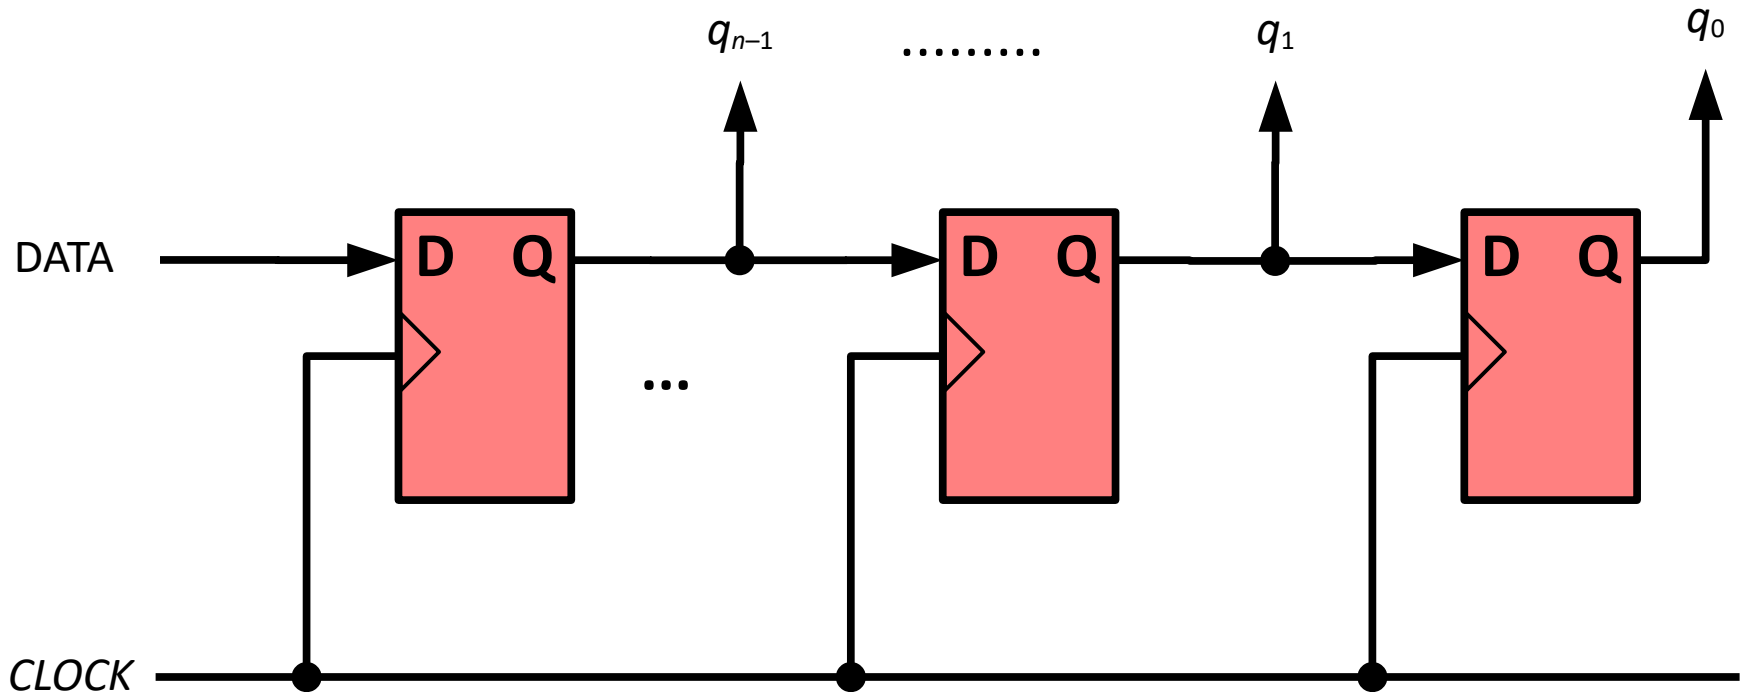 qn–1 ......... q1 q0
DATA D Q D Q D Q
...
CLOCK